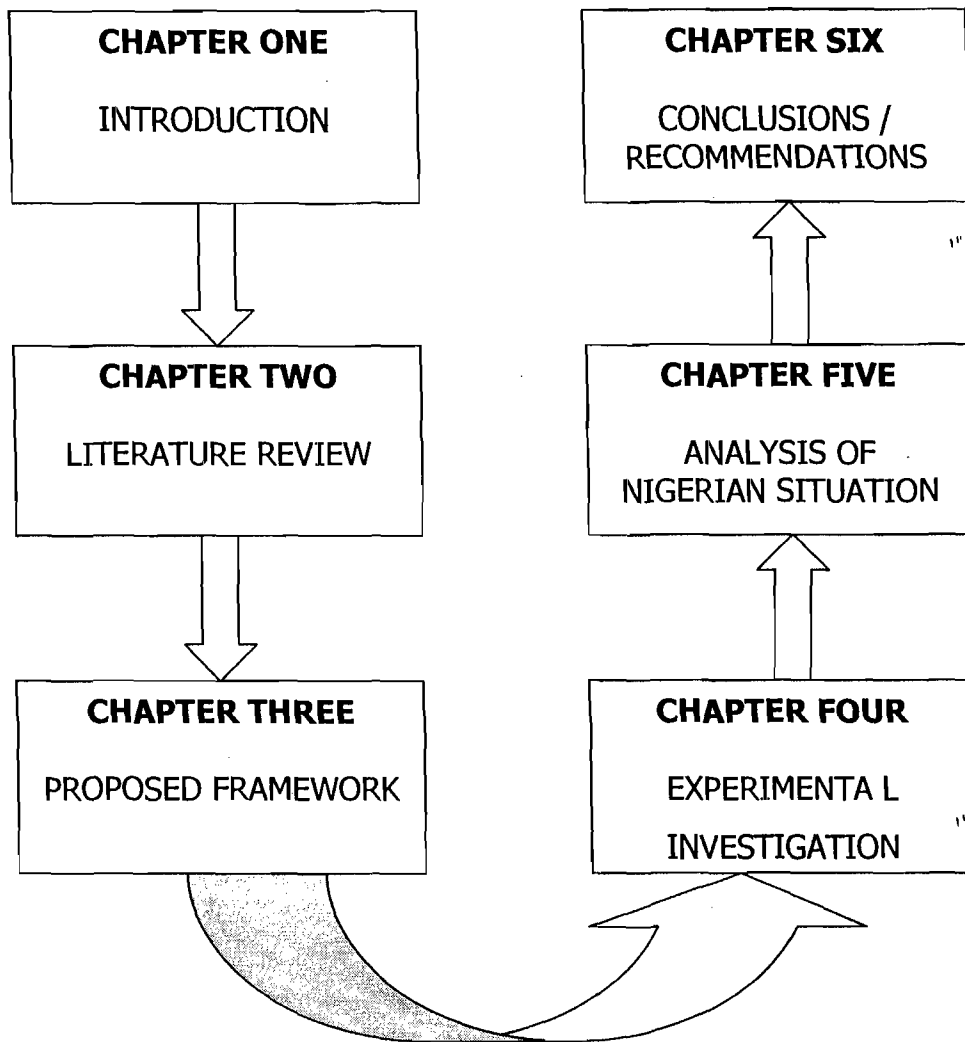 CHAPTER ONE
INTRODUCTION
CHAPTER TWO
LITERATURE REVIEW
CHAPTER THREE
PROPOSED FRAMEWORK
CHAPTER FOUR
EXPERIMENTA L
INVESTIGATION
CHAPTER FIVE
ANALYSIS OF
NIGERIAN SITUATION
CHAPTER SIX
CONCLUSIONS /
RECOMMENDATIONS